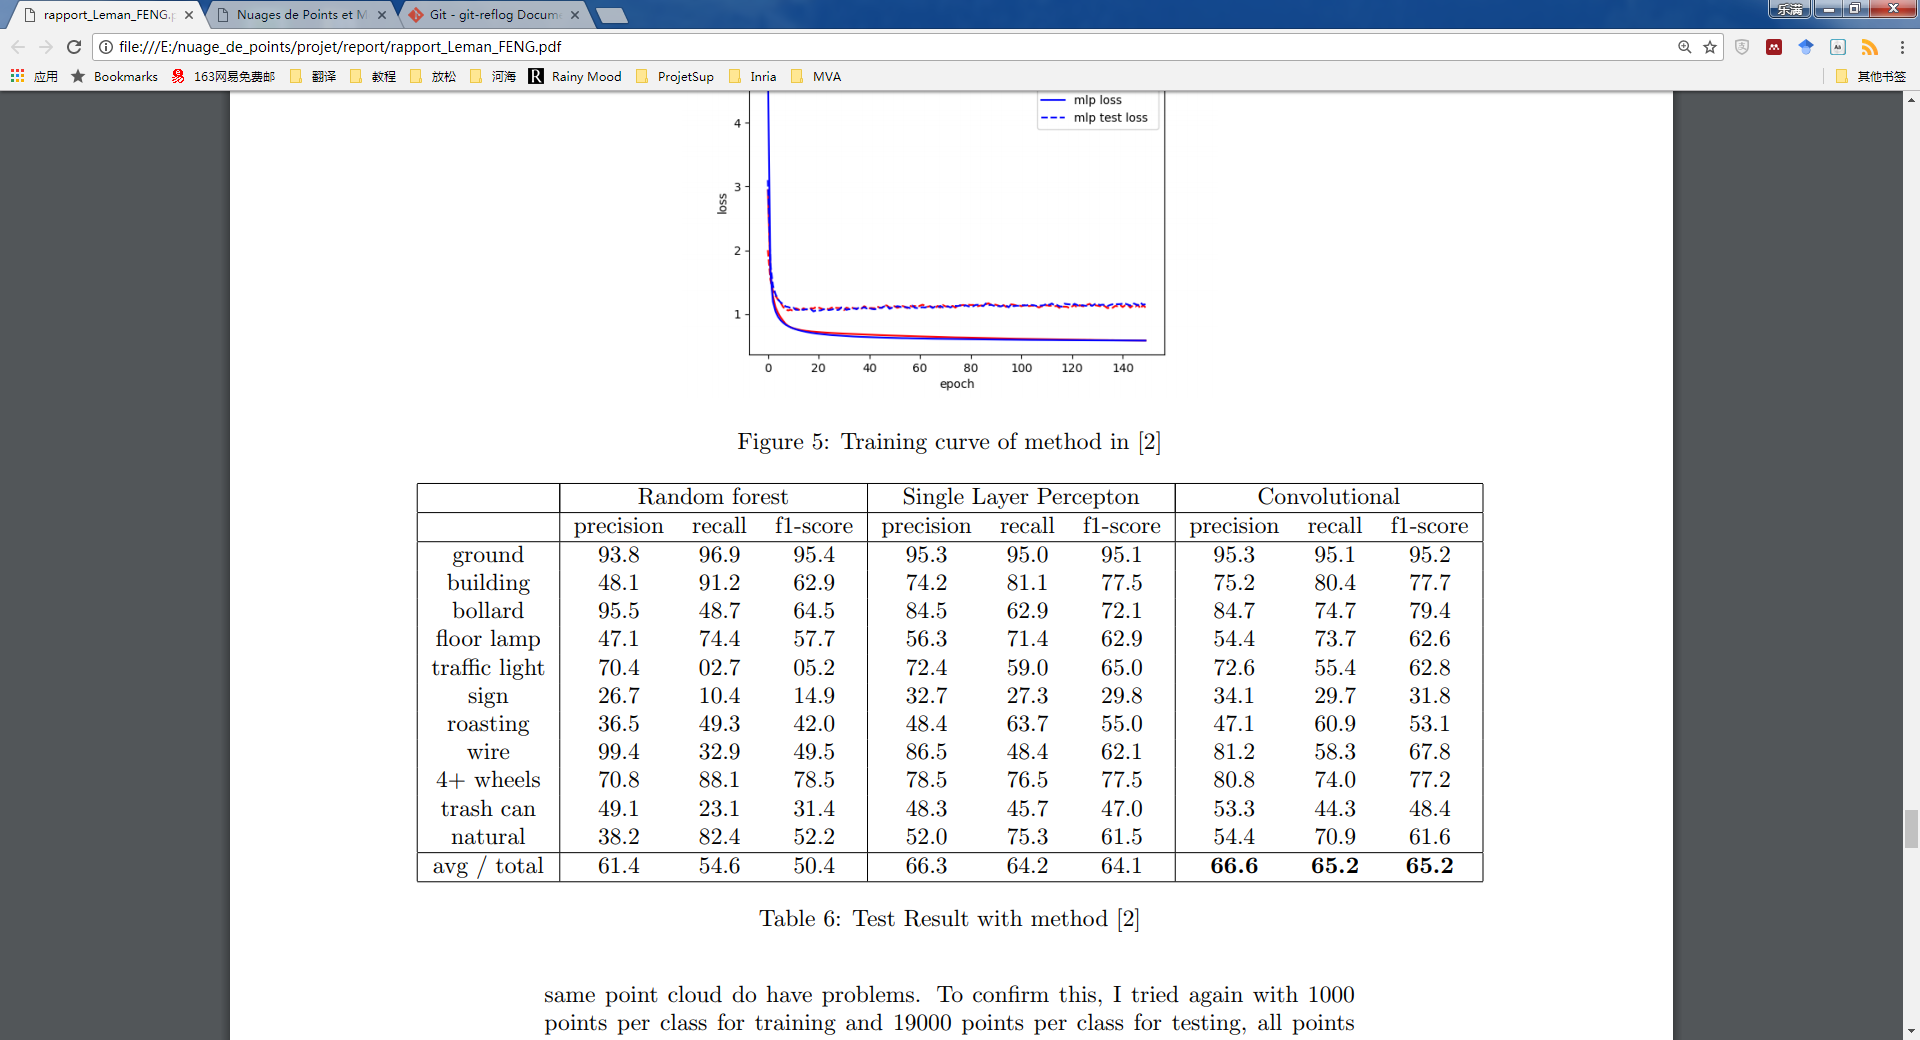 rapport_Leman_FENG.p
Nuages de Points et M
Git - git-reflog Docume
乐满
file:///E:/nuage_de_points/projet/report/rapport_Leman_FENG.pdf
应用 Bookmarks 163网易免费邮 翻译 教程 放松 河海 R Rainy Mood ProjetSup Inria MVA 其他书签
mlp loss
mlp test loss
4
3
2
1
loss
0 20 40 60 80 100 120 140
epoch
Figure 5: Training curve of method in [2]
Random forest Single Layer Percepton Convolutional
precision recall f1-score precision recall f1-score precision recall f1-score
ground 93.8 96.9 95.4 95.3 95.0 95.1 95.3 95.1 95.2
building 48.1 91.2 62.9 74.2 81.1 77.5 75.2 80.4 77.7
bollard 95.5 48.7 64.5 84.5 62.9 72.1 84.7 74.7 79.4
floor lamp 47.1 74.4 57.7 56.3 71.4 62.9 54.4 73.7 62.6
traffic light 70.4 02.7 05.2 72.4 59.0 65.0 72.6 55.4 62.8
sign 26.7 10.4 14.9 32.7 27.3 29.8 34.1 29.7 31.8
roasting 36.5 49.3 42.0 48.4 63.7 55.0 47.1 60.9 53.1
wire 99.4 32.9 49.5 86.5 48.4 62.1 81.2 58.3 67.8
4+ wheels 70.8 88.1 78.5 78.5 76.5 77.5 80.8 74.0 77.2
trash can 49.1 23.1 31.4 48.3 45.7 47.0 53.3 44.3 48.4
natural 38.2 82.4 52.2 52.0 75.3 61.5 54.4 70.9 61.6
avg / total 61.4 54.6 50.4 66.3 64.2 64.1 66.6 65.2 65.2
Table 6: Test Result with method [2]
same point cloud do have problems. To confirm this, I tried again with 1000
points per class for training and 19000 points per class for testing, all points